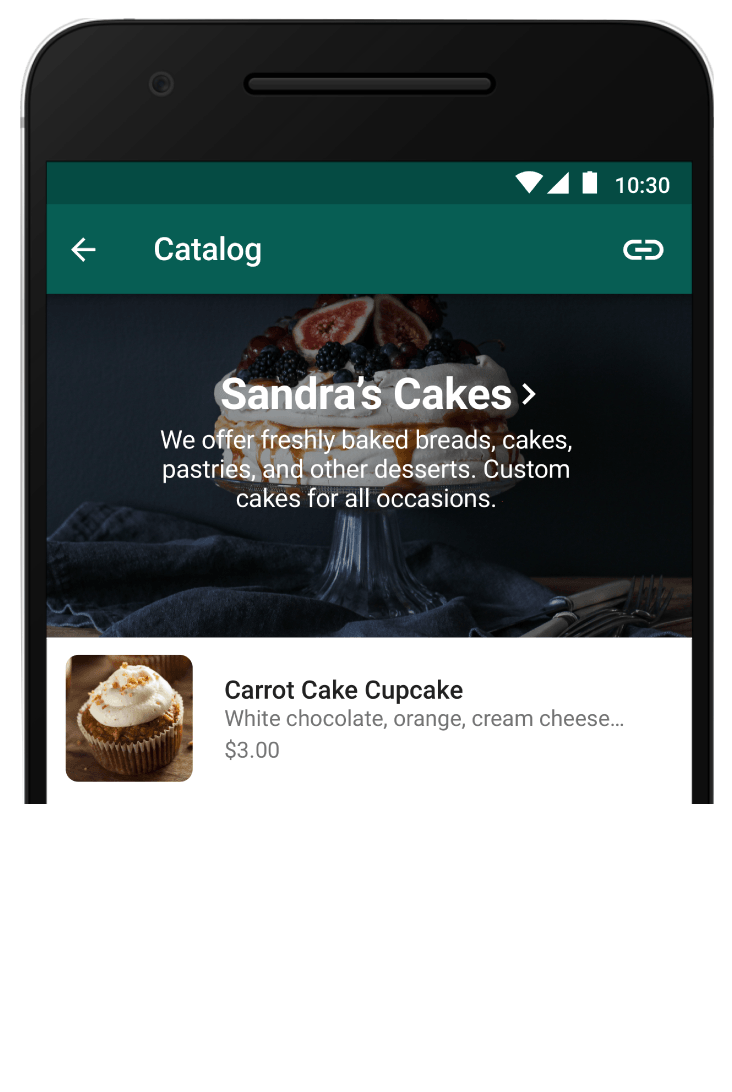 10:30
Catalog
Sandra’s Cakes
We offer freshly baked breads, cakes,
pastries, and other desserts. Custom
cakes for all occasions.
Carrot Cake Cupcake
White chocolate, orange, cream cheese…
$3.00